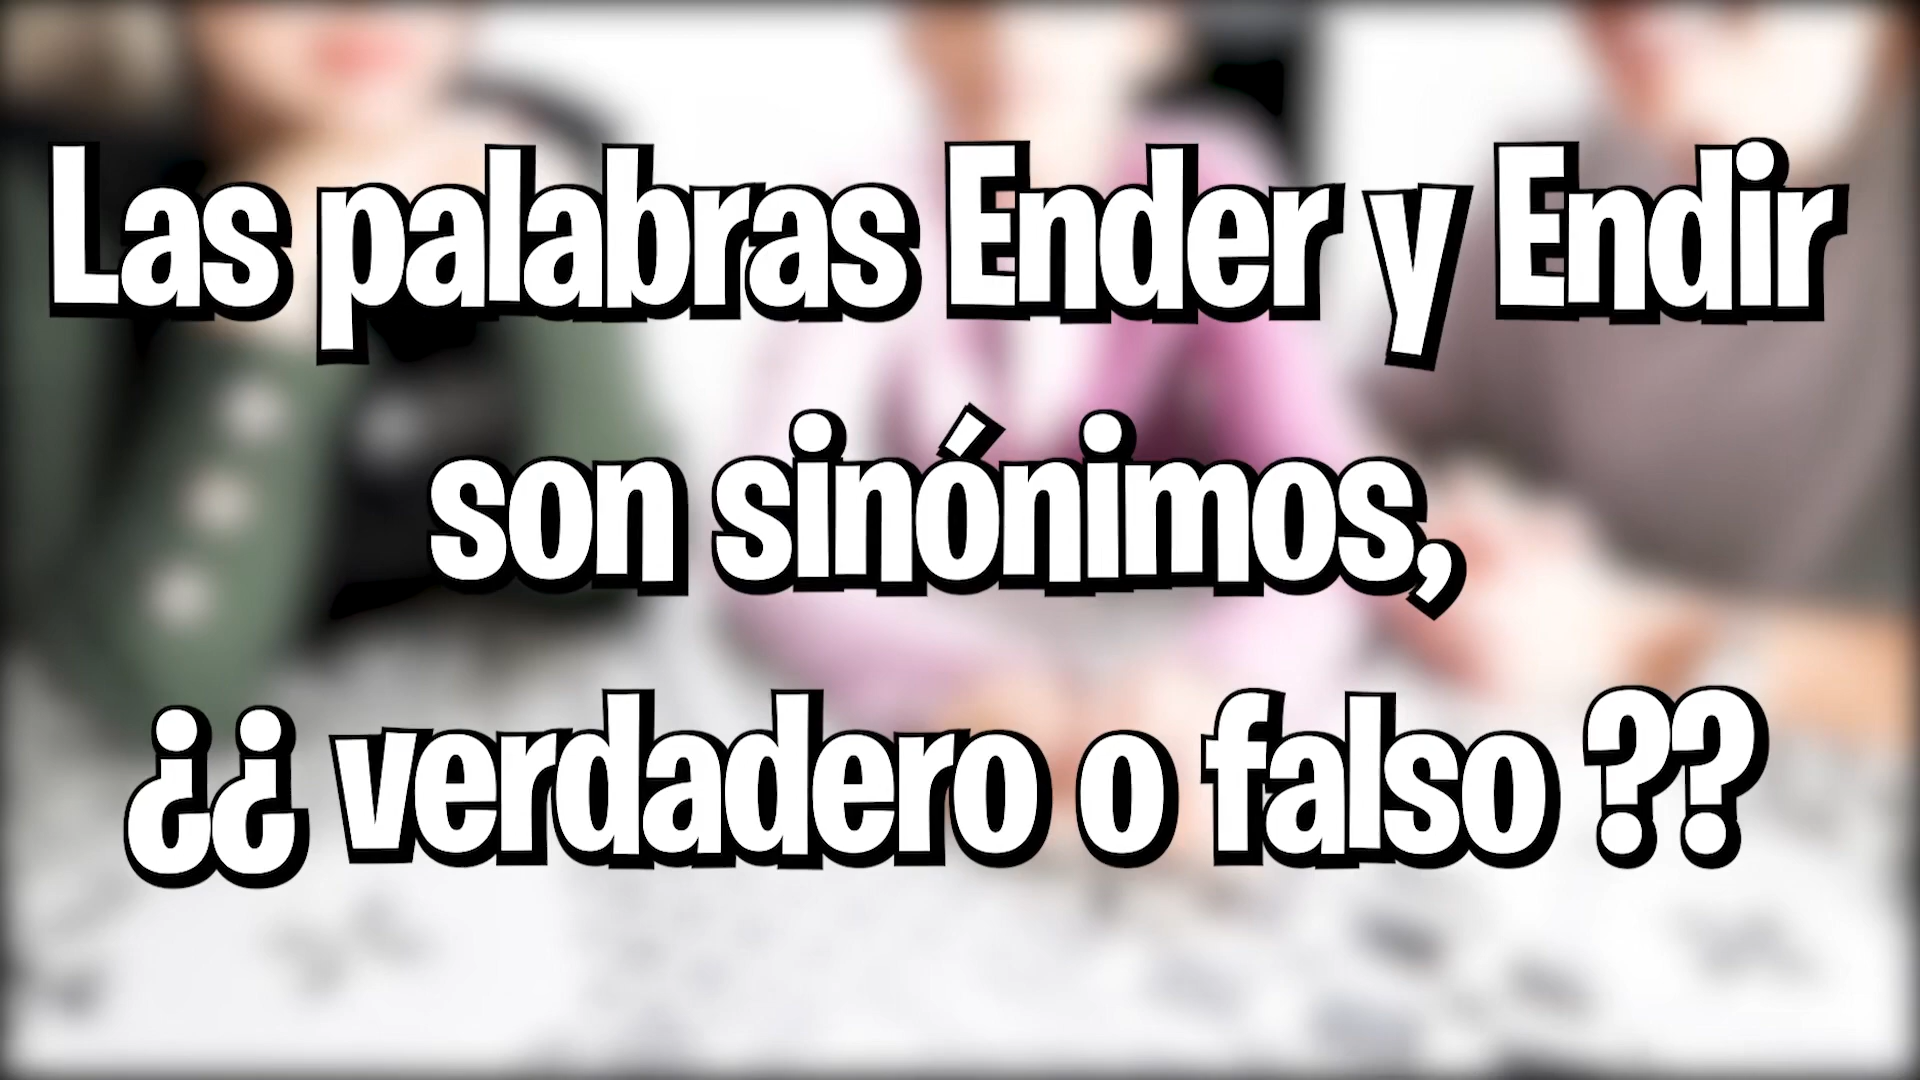 Las palabras Ender y Endir
son sinónimos,
¿¿ verdadero o falso ??